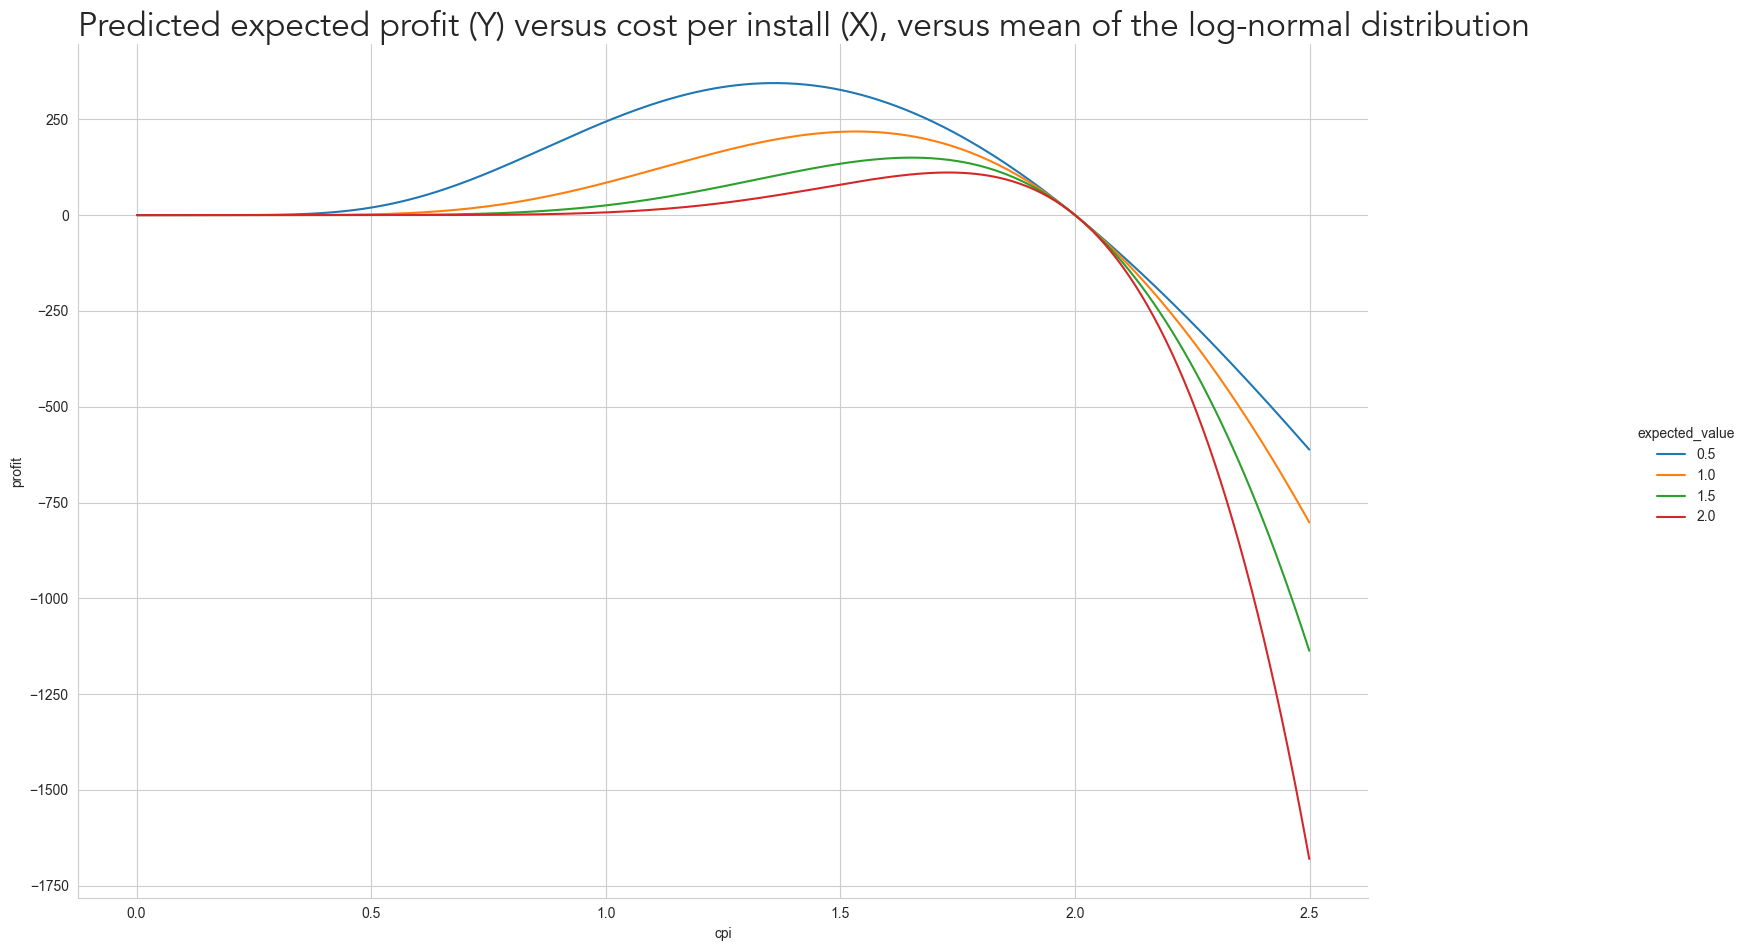 Predicted expected profit (Y) versus cost per install (X), versus mean of the log-normal distribution
250
0
−250
−500
−750
−1000
−1250
−1500
−1750
profit
0.0 0.5 1.0 1.5 2.0 2.5
cpi
expected_value
0.5
1.0
1.5
2.0